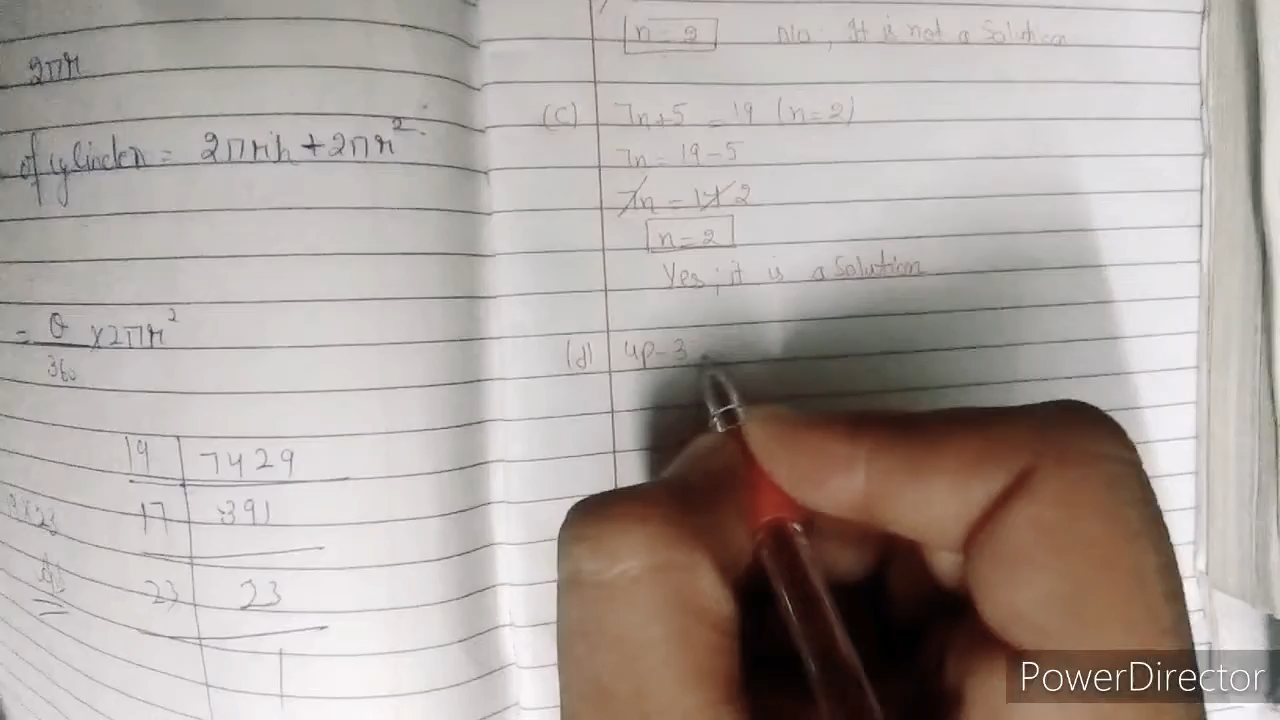 2πr
of cylinder = 2πrh + 2πr²
= θ/360 × 2πr²
19 | 7429
17 | 391
23 | 23
1
n = 2 No, It is not a Solution
(c) 7n+5 = 19 (n=2)
7n = 19-5
7n = 14 2
n = 2
Yes; it is a Solution
(d) 4p-3
PowerDirector